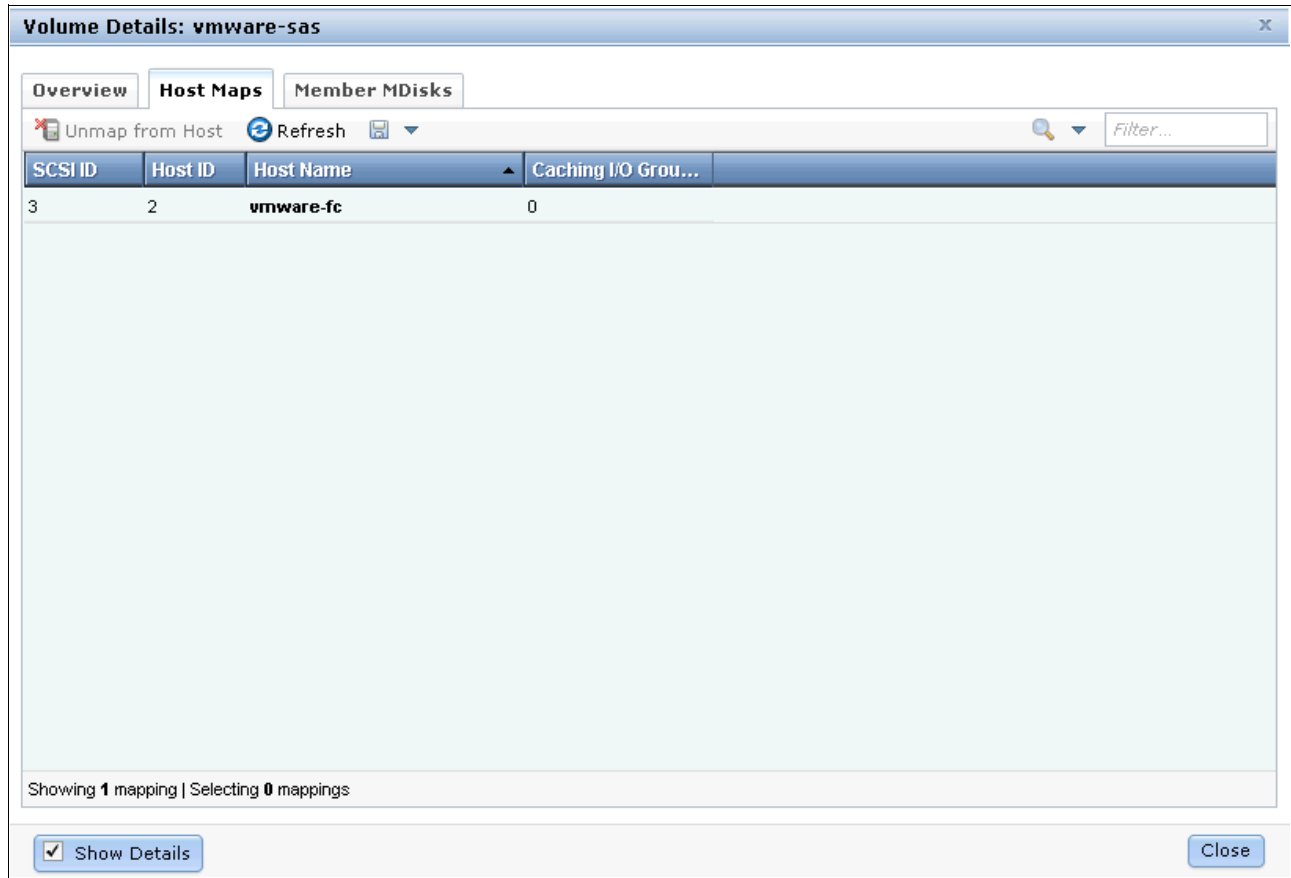 Volume Details: vmware-sas x
Overview Host Maps Member MDisks
Unmap from Host Refresh Filter...
SCSI ID Host ID Host Name Caching I/O Grou...
3 2 vmware-fc 0
Showing 1 mapping | Selecting 0 mappings
Show Details Close